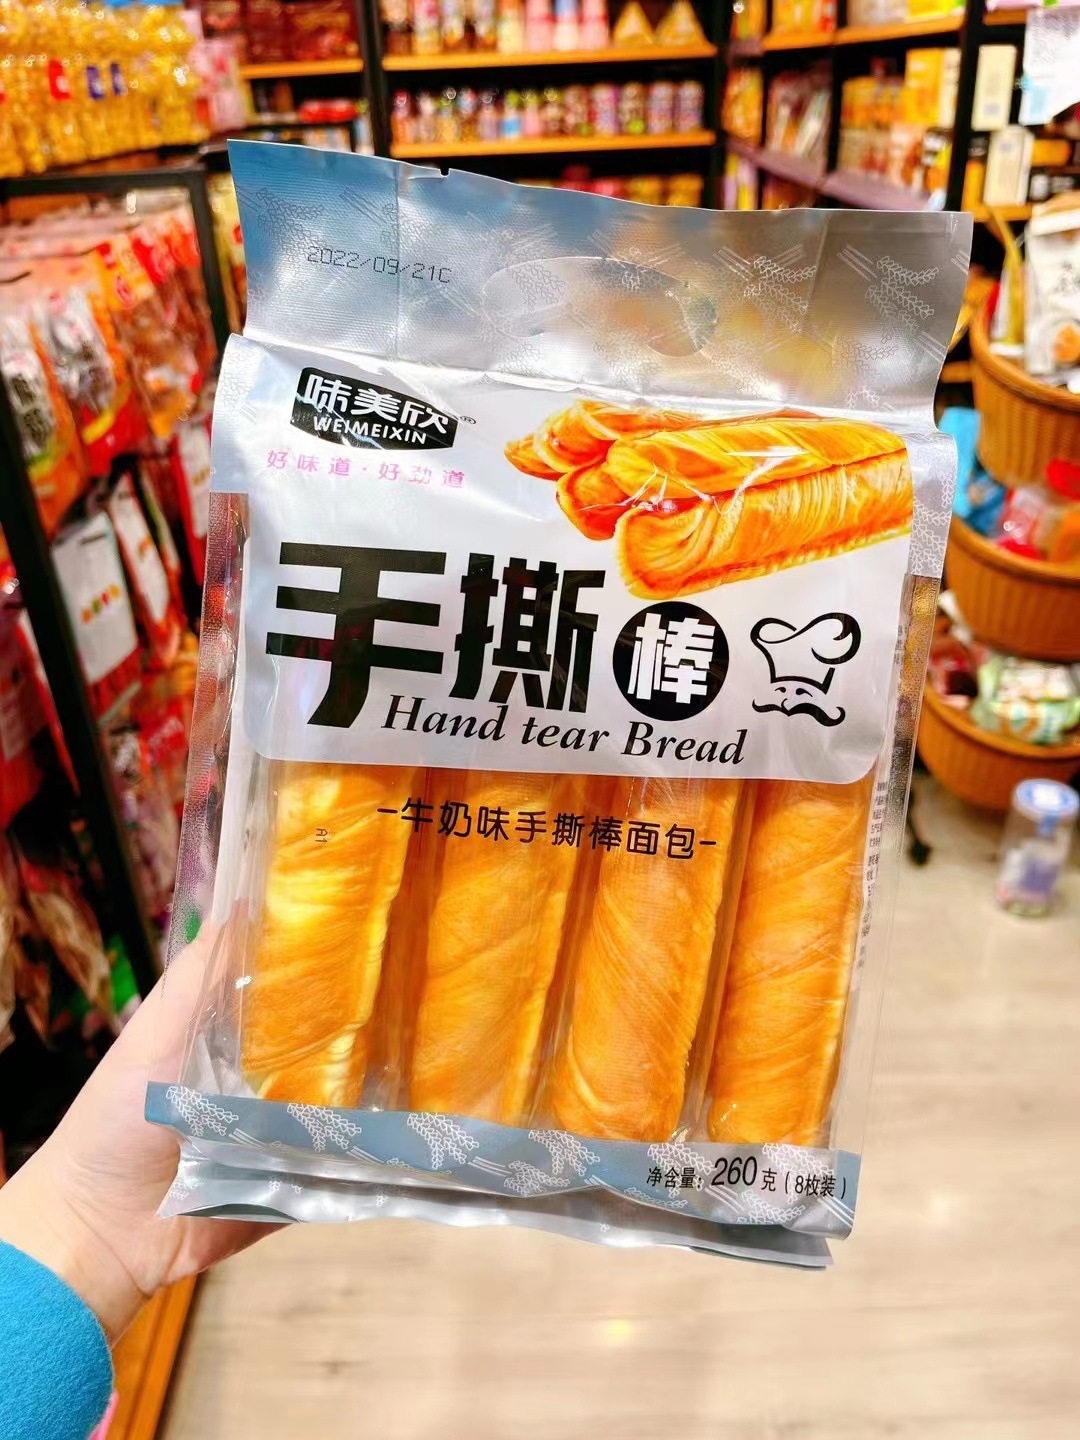 2022/09/21C
味美欣®
WEIMEIXIN
好味道·好劲道
手撕棒
Hand tear Bread
-牛奶味手撕棒面包-
A1
净含量: 260克(8枚装)